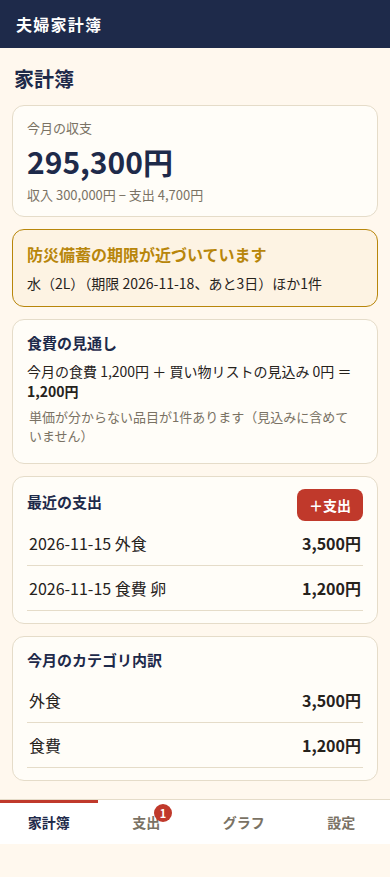 夫婦家計簿
家計簿
今月の収支
295,300円
収入 300,000円 − 支出 4,700円
防災備蓄の期限が近づいています
水（2L）（期限 2026-11-18、あと3日）ほか1件
食費の見通し
今月の食費 1,200円 ＋ 買い物リストの見込み 0円 ＝
1,200円
単価が分からない品目が1件あります（見込みに含めて
いません）
最近の支出
＋支出
2026-11-15 外食 3,500円
2026-11-15 食費 卵 1,200円
今月のカテゴリ内訳
外食 3,500円
食費 1,200円
家計簿 支出 1 グラフ 設定